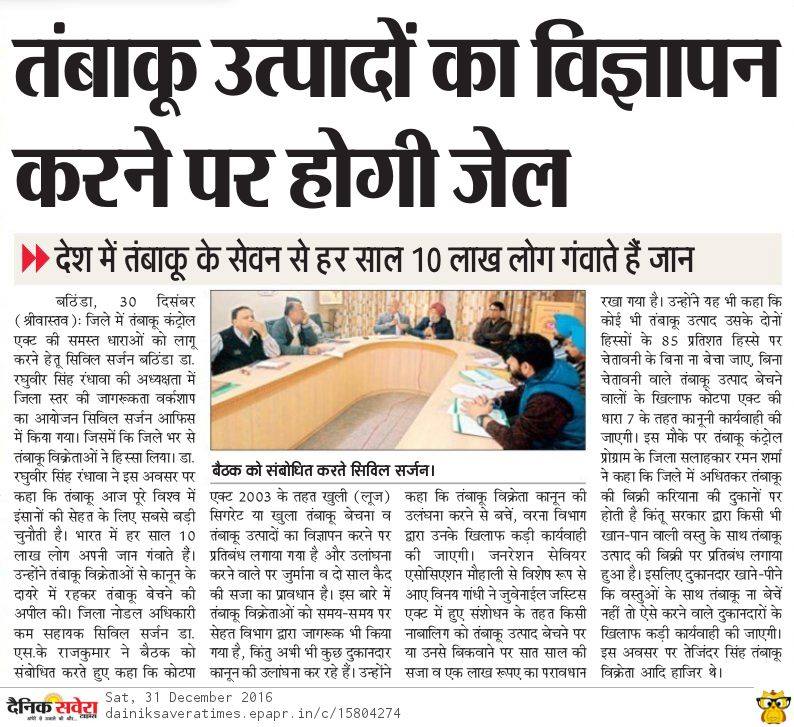 तंबाकू उत्पादों का विज्ञापन
करने पर होगी जेल
देश में तंबाकू के सेवन से हर साल 10 लाख लोग गंवाते हैं जान
बठिंडा, 30 दिसंबर
(श्रीवास्तव): जिले में तंबाकू कंट्रोल
एक्ट की समस्त धाराओं को लागू
करने हेतू सिविल सर्जन बठिंडा डा.
रघुवीर सिंह रंधावा की अध्यक्षता में
जिला स्तर की जागरूकता वर्कशाप
का आयोजन सिविल सर्जन आफिस
में किया गया। जिसमें कि जिले भर से
तंबाकू विक्रेताओं ने हिस्सा लिया। डा.
रघुवीर सिंह रंधावा ने इस अवसर पर
कहा कि तंबाकू आज पूरे विश्व में
इंसानों की सेहत के लिए सबसे बड़ी
चुनौती है। भारत में हर साल 10
लाख लोग अपनी जान गंवाते हैं।
उन्होंने तंबाकू विक्रेताओं से कानून के
दायरे में रहकर तंबाकू बेचने की
अपील की। जिला नोडल अधिकारी
कम सहायक सिविल सर्जन डा.
एस.के राजकुमार ने बैठक को
संबोधित करते हुए कहा कि कोटपा
बैठक को संबोधित करते सिविल सर्जन।
एक्ट 2003 के तहत खुली (लूज)
सिगरेट या खुला तंबाकू बेचना व
तंबाकू उत्पादों का विज्ञापन करने पर
प्रतिबंध लगाया गया है और उलांघना
करने वाले पर जुर्माना व दो साल कैद
की सजा का प्रावधान है। इस बारे में
तंबाकू विक्रेताओं को समय-समय पर
सेहत विभाग द्वारा जागरूक भी किया
गया है, किंतु अभी भी कुछ दुकानदार
कानून की उलांघना कर रहे हैं। उन्होंने
कहा कि तंबाकू विक्रेता कानून की
उलंघना करने से बचें, वरना विभाग
द्वारा उनके खिलाफ कड़ी कार्यवाही
की जाएगी। जनरेशन सेवियर
एसोसिएशन मौहाली से विशेष रूप से
आए विनय गांधी ने जुवेनाईल जस्टिस
एक्ट में हुए संशोधन के तहत किसी
नाबालिग को तंबाकू उत्पाद बेचने पर
या उनसे बिकवाने पर सात साल की
सजा व एक लाख रूपए का परावधान
रखा गया है। उन्होंने यह भी कहा कि
कोई भी तंबाकू उत्पाद उसके दोनों
हिस्सों के 85 प्रतिशत हिस्से पर
चेतावनी के बिना ना बेचा जाए, बिना
चेतावनी वाले तंबाकू उत्पाद बेचने
वालों के खिलाफ कोटपा एक्ट की
धारा 7 के तहत कानूनी कार्यवाही की
जाएगी। इस मौके पर तंबाकू कंट्रोल
प्रोग्राम के जिला सलाहकार रमन शर्मा
ने कहा कि जिले में अधितकर तंबाकू
की बिक्री करियाना की दुकानों पर
होती है किंतू सरकार द्वारा किसी भी
खान-पान वाली वस्तु के साथ तंबाकू
उत्पाद की बिक्री पर प्रतिबंध लगाया
हुआ है। इसलिए दुकानदार खाने-पीने
कि वस्तुओं के साथ तंबाकू ना बेचें
नहीं तो ऐसे करने वाले दुकानदारों के
खिलाफ कड़ी कार्यवाही की जाएगी।
इस अवसर पर तेजिंदर सिंह तंबाकू
विक्रेता आदि हाजिर थे।
दैनिक सवेरा
टाइम्स
Sat, 31 December 2016
dainiksaveratimes.epapr.in/c/15804274